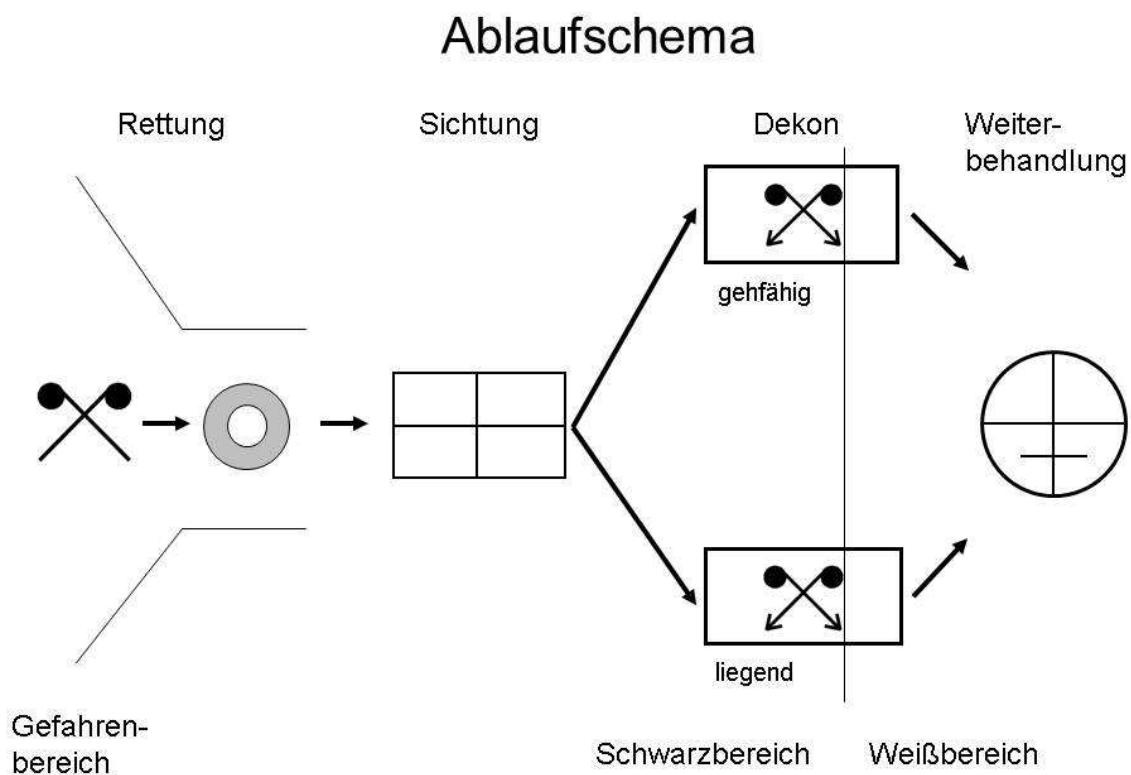 Ablaufschema
Rettung
Sichtung
Dekon
Weiter-
behandlung
gehfähig
liegend
Gefahren-
bereich
Schwarzbereich
Weißbereich